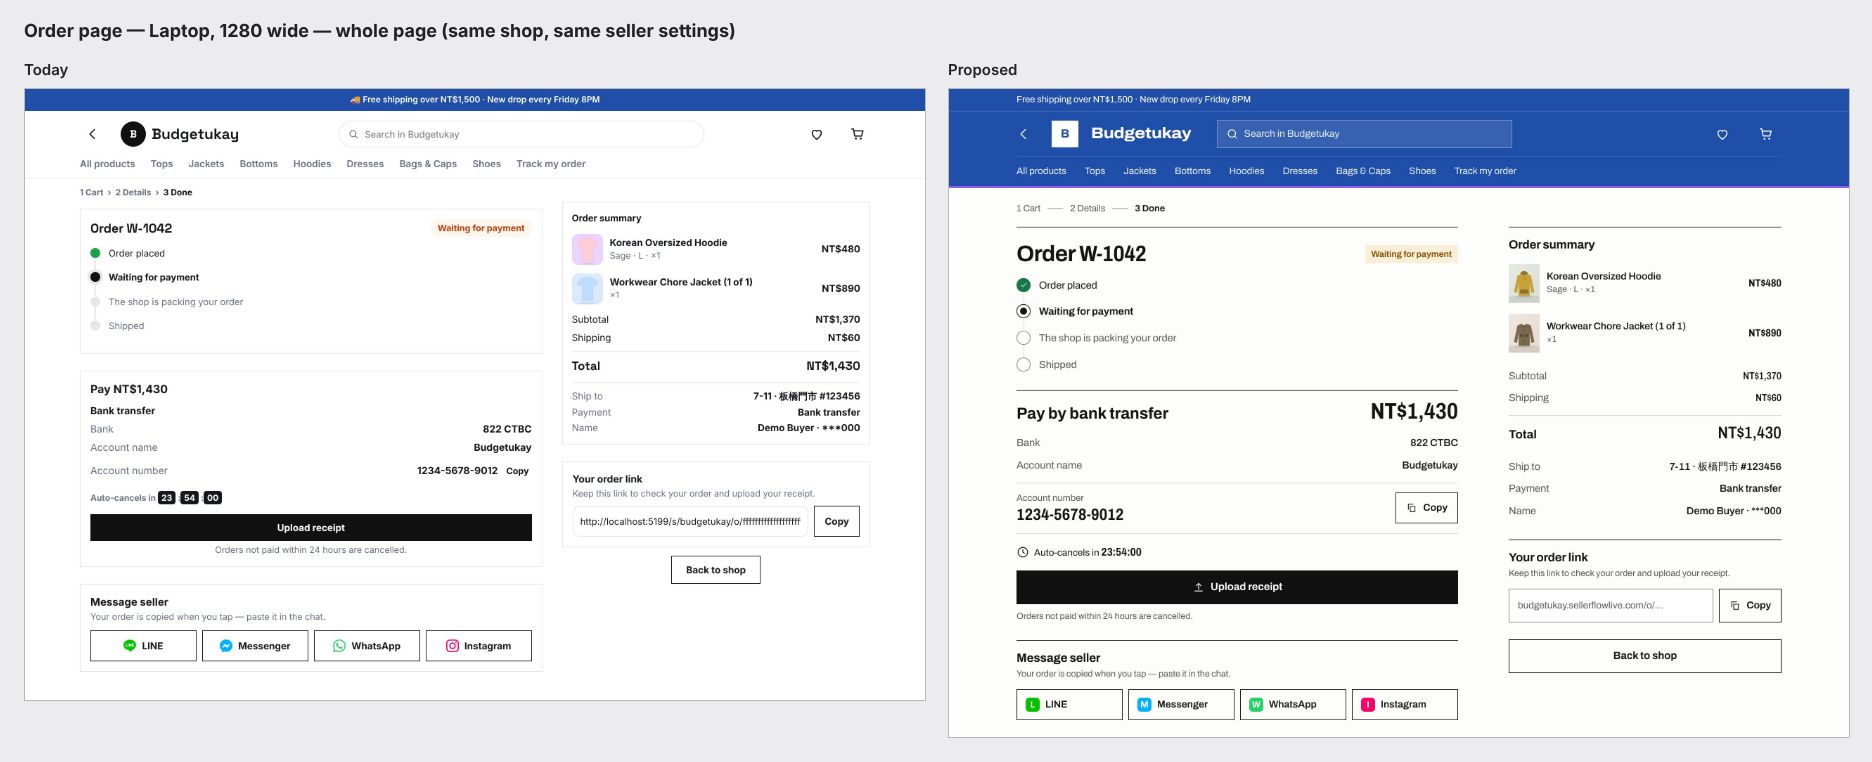 Order page — Laptop, 1280 wide — whole page (same shop, same seller settings)
Today
🚚 Free shipping over NT$1,500 · New drop every Friday 8PM
B Budgetukay
Search in Budgetukay
All products Tops Jackets Bottoms Hoodies Dresses Bags & Caps Shoes Track my order
1 Cart › 2 Details › 3 Done
Order W-1042
Waiting for payment
Order placed
Waiting for payment
The shop is packing your order
Shipped
Pay NT$1,430
Bank transfer
Bank 822 CTBC
Account name Budgetukay
Account number 1234-5678-9012 Copy
Auto-cancels in 23 : 54 : 00
Upload receipt
Orders not paid within 24 hours are cancelled.
Message seller
Your order is copied when you tap — paste it in the chat.
LINE Messenger WhatsApp Instagram
Order summary
Korean Oversized Hoodie NT$480
Sage · L · ×1
Workwear Chore Jacket (1 of 1) NT$890
×1
Subtotal NT$1,370
Shipping NT$60
Total NT$1,430
Ship to 7-11 · 板橋門市 #123456
Payment Bank transfer
Name Demo Buyer · ***000
Your order link
Keep this link to check your order and upload your receipt.
http://localhost:5199/s/budgetukay/o/ffffffffffffffffffff Copy
Back to shop
Proposed
Free shipping over NT$1,500 · New drop every Friday 8PM
B Budgetukay
Search in Budgetukay
All products Tops Jackets Bottoms Hoodies Dresses Bags & Caps Shoes Track my order
1 Cart — 2 Details — 3 Done
Order W-1042
Waiting for payment
Order placed
Waiting for payment
The shop is packing your order
Shipped
Pay by bank transfer NT$1,430
Bank 822 CTBC
Account name Budgetukay
Account number
1234-5678-9012 Copy
Auto-cancels in 23:54:00
Upload receipt
Orders not paid within 24 hours are cancelled.
Message seller
Your order is copied when you tap — paste it in the chat.
L LINE M Messenger W WhatsApp I Instagram
Order summary
Korean Oversized Hoodie NT$480
Sage · L · ×1
Workwear Chore Jacket (1 of 1) NT$890
×1
Subtotal NT$1,370
Shipping NT$60
Total NT$1,430
Ship to 7-11 · 板橋門市 #123456
Payment Bank transfer
Name Demo Buyer · ***000
Your order link
Keep this link to check your order and upload your receipt.
budgetukay.sellerflowlive.com/o/... Copy
Back to shop